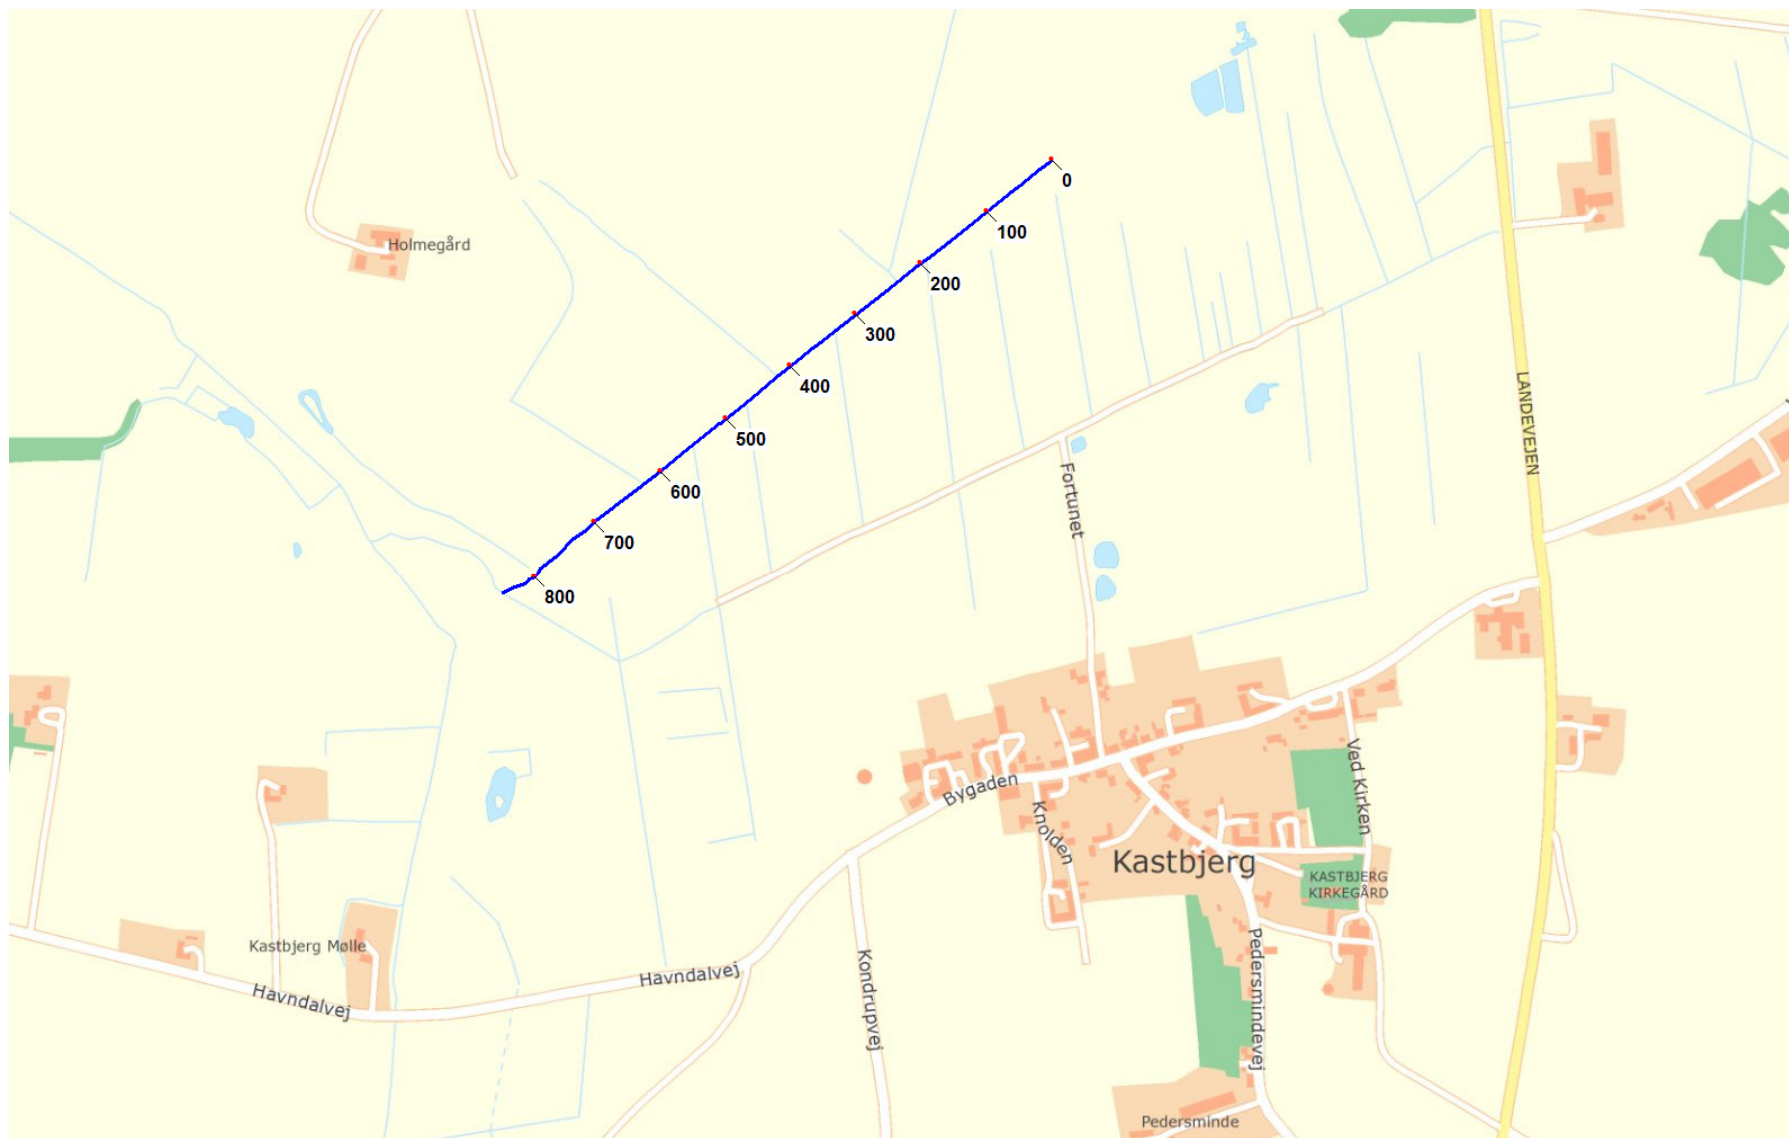 0
100
200
Holmegård
300
400
LANDEVEJEN
500
600
Fortunet
700
800
Ved Kirken
Bygaden
Knolden
Kastbjerg
KASTBJERG
KIRKEGÅRD
Kastbjerg Mølle
Havndalvej
Havndalvej
Kondrupvej
Pedersmindevej
Pedersminde